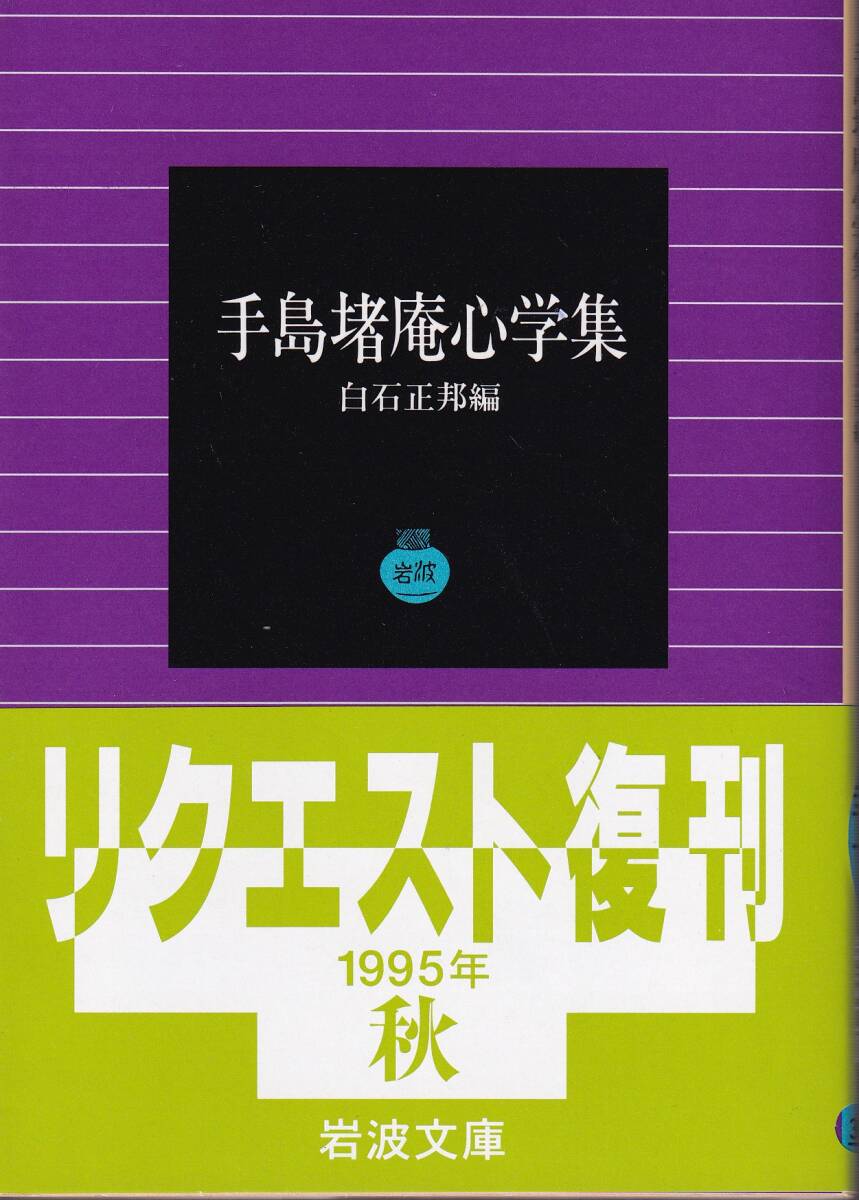 手島堵庵心学集
白石正邦編
岩波
リクエスト復刊
1995年
秋
岩波文庫